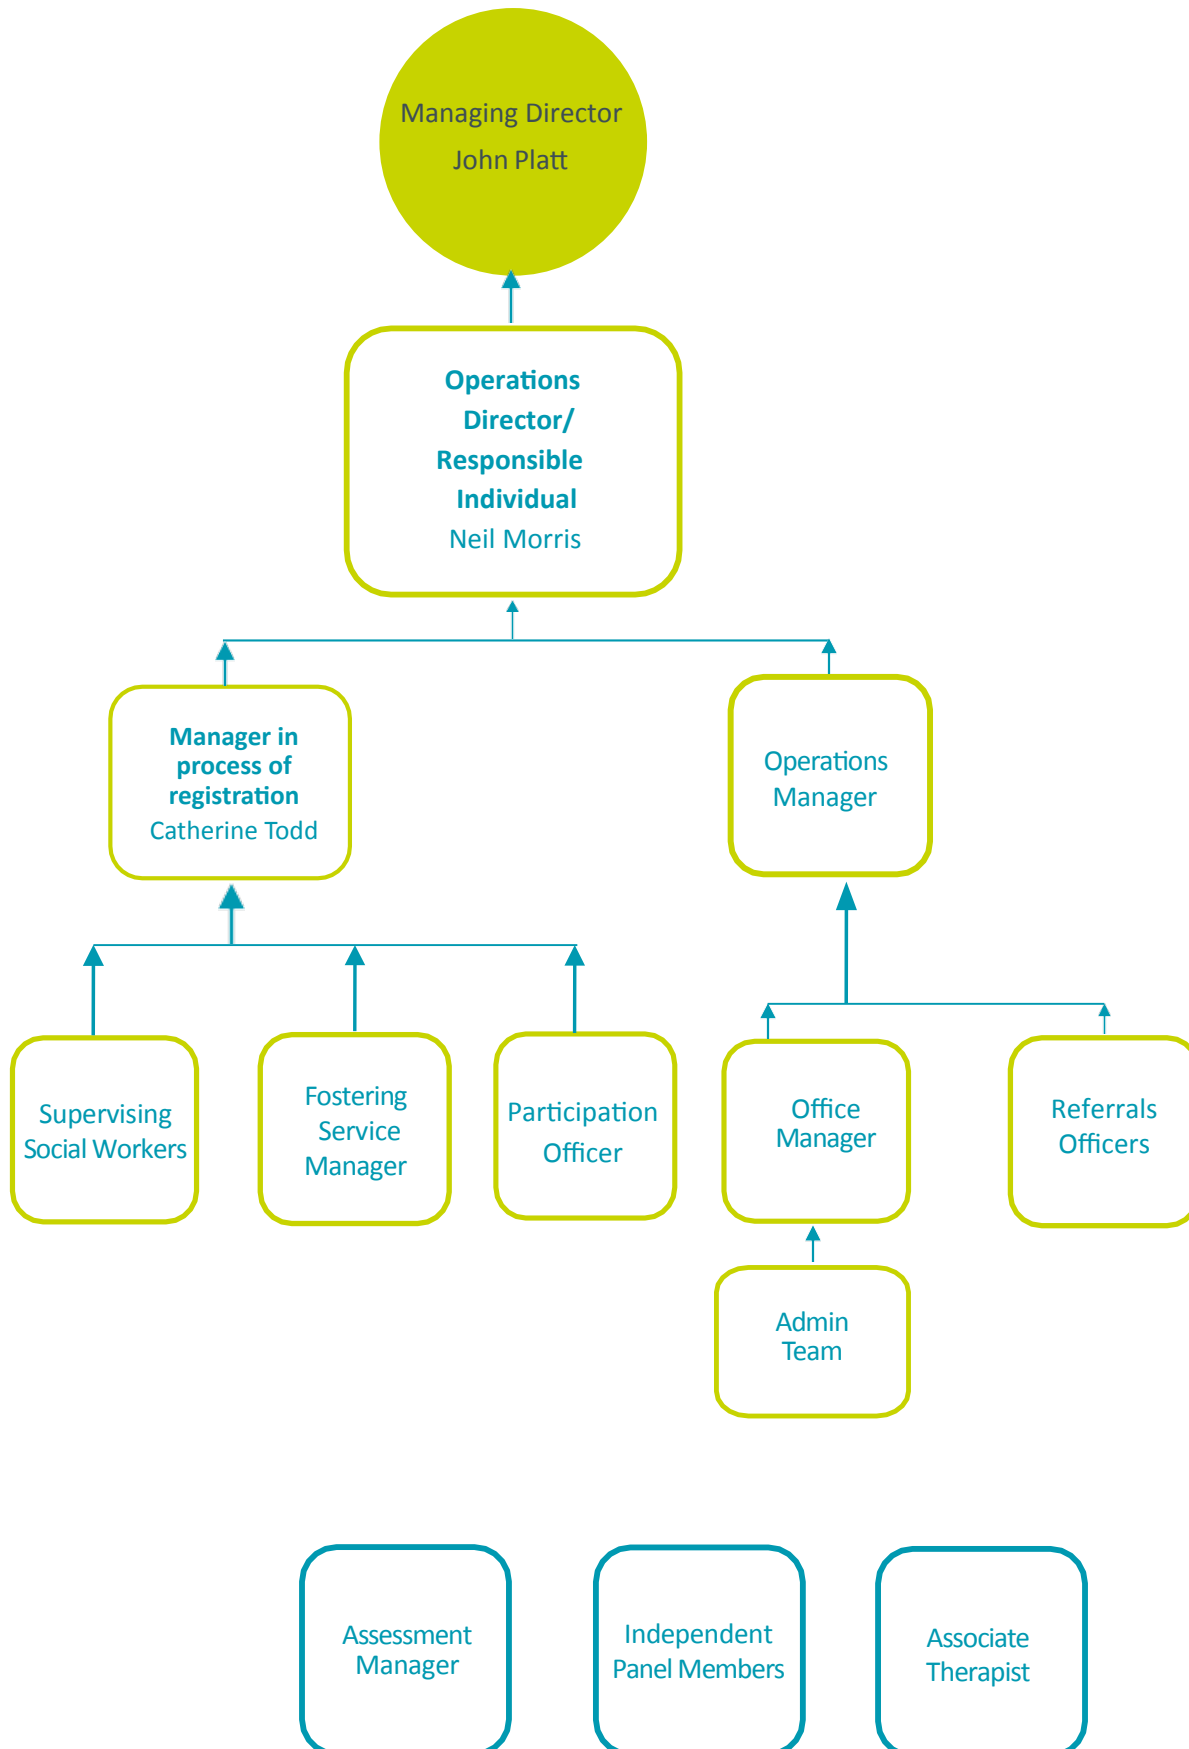 Managing Director
John Platt
Operations
Director/
Responsible
Individual
Neil Morris
Manager in
process of
registration
Catherine Todd
Operations
Manager
Supervising
Social Workers
Fostering
Service
Manager
Participation
Officer
Office
Manager
Referrals
Officers
Admin
Team
Assessment
Manager
Independent
Panel Members
Associate
Therapist